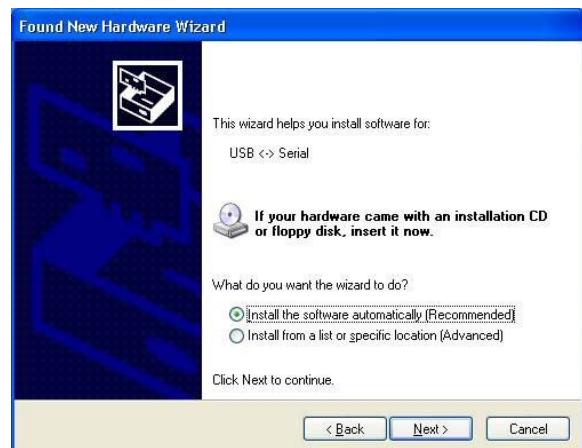 Found New Hardware Wizard
This wizard helps you install software for:
USB <-> Serial
If your hardware came with an installation CD
or floppy disk, insert it now.
What do you want the wizard to do?
Install the software automatically (Recommended)
Install from a list or specific location (Advanced)
Click Next to continue.
< Back
Next >
Cancel